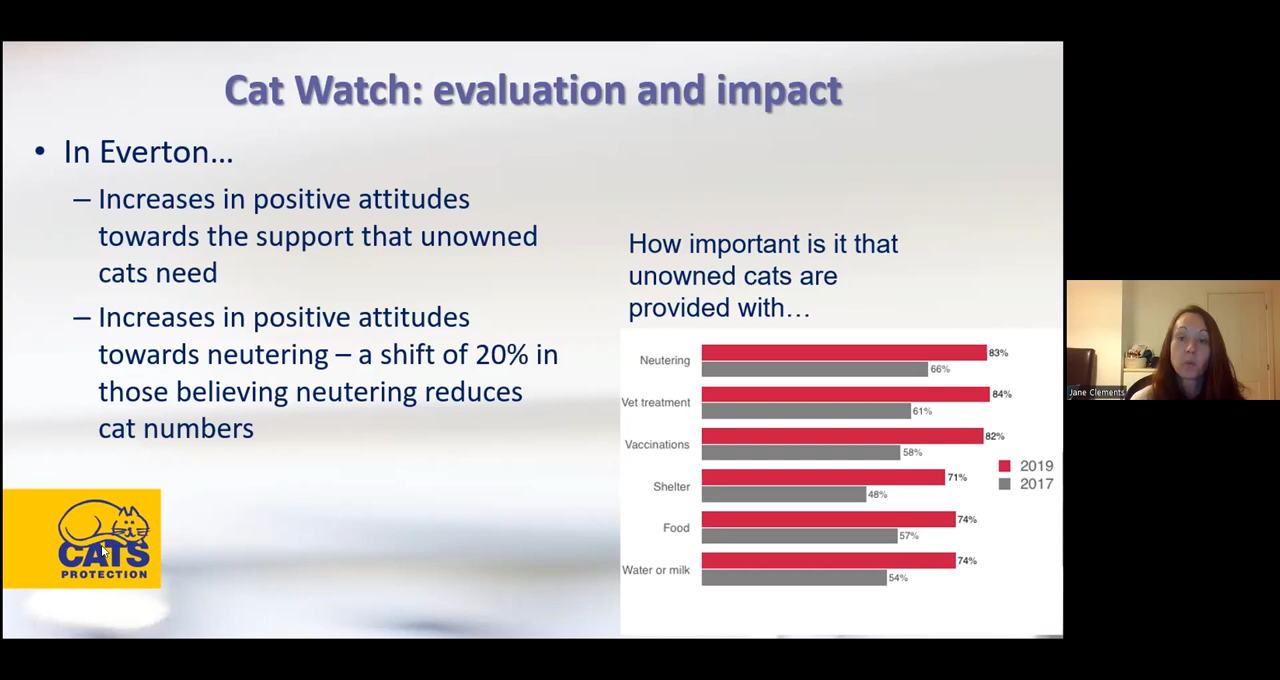 Cat Watch: evaluation and impact
• In Everton...
– Increases in positive attitudes
towards the support that unowned
cats need
– Increases in positive attitudes
towards neutering – a shift of 20% in
those believing neutering reduces
cat numbers
CATS
PROTECTION
How important is it that
unowned cats are
provided with...
Neutering 83%
66%
Vet treatment 84%
61%
Vaccinations 82%
58%
Shelter 71%
48%
Food 74%
57%
Water or milk 74%
54%
2019
2017
Jane Clements